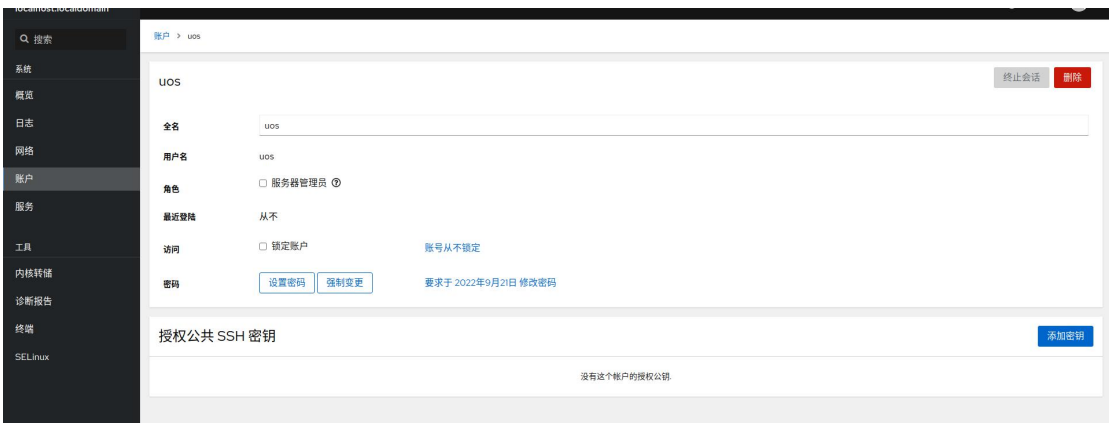 localhost.localdomain
搜索
账户 > uos
系统
概览
日志
网络
账户
服务
工具
内核转储
诊断报告
终端
SELinux
uos
终止会话 删除
全名 uos
用户名 uos
角色 服务器管理员
最近登陆 从不
访问 锁定账户 账号从不锁定
密码 设置密码 强制变更 要求于 2022年9月21日 修改密码
授权公共 SSH 密钥 添加密钥
没有这个帐户的授权公钥.